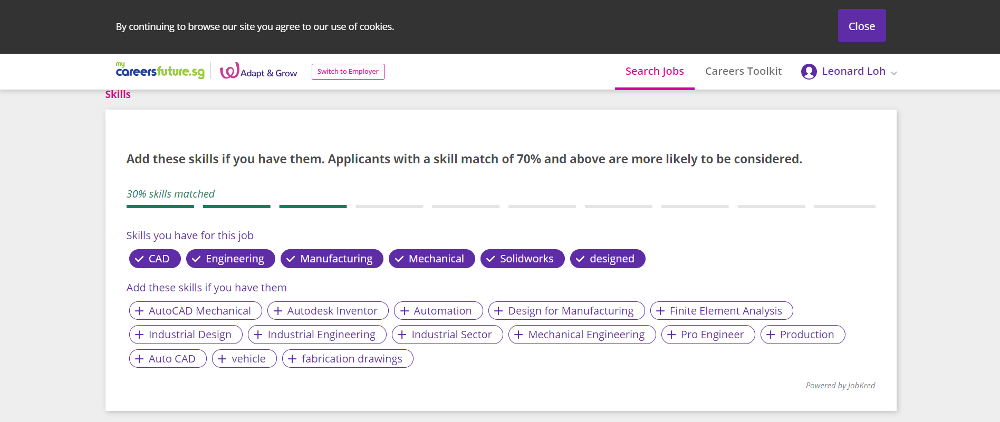 By continuing to browse our site you agree to our use of cookies.
Close
my
careersfuture.sg
Adapt & Grow
Switch to Employer
Search Jobs
Careers Toolkit
Leonard Loh
Skills
Add these skills if you have them. Applicants with a skill match of 70% and above are more likely to be considered.
30% skills matched
Skills you have for this job
CAD Engineering Manufacturing Mechanical Solidworks designed
Add these skills if you have them
+ AutoCAD Mechanical + Autodesk Inventor + Automation + Design for Manufacturing + Finite Element Analysis
+ Industrial Design + Industrial Engineering + Industrial Sector + Mechanical Engineering + Pro Engineer + Production
+ Auto CAD + vehicle + fabrication drawings
Powered by JobKred